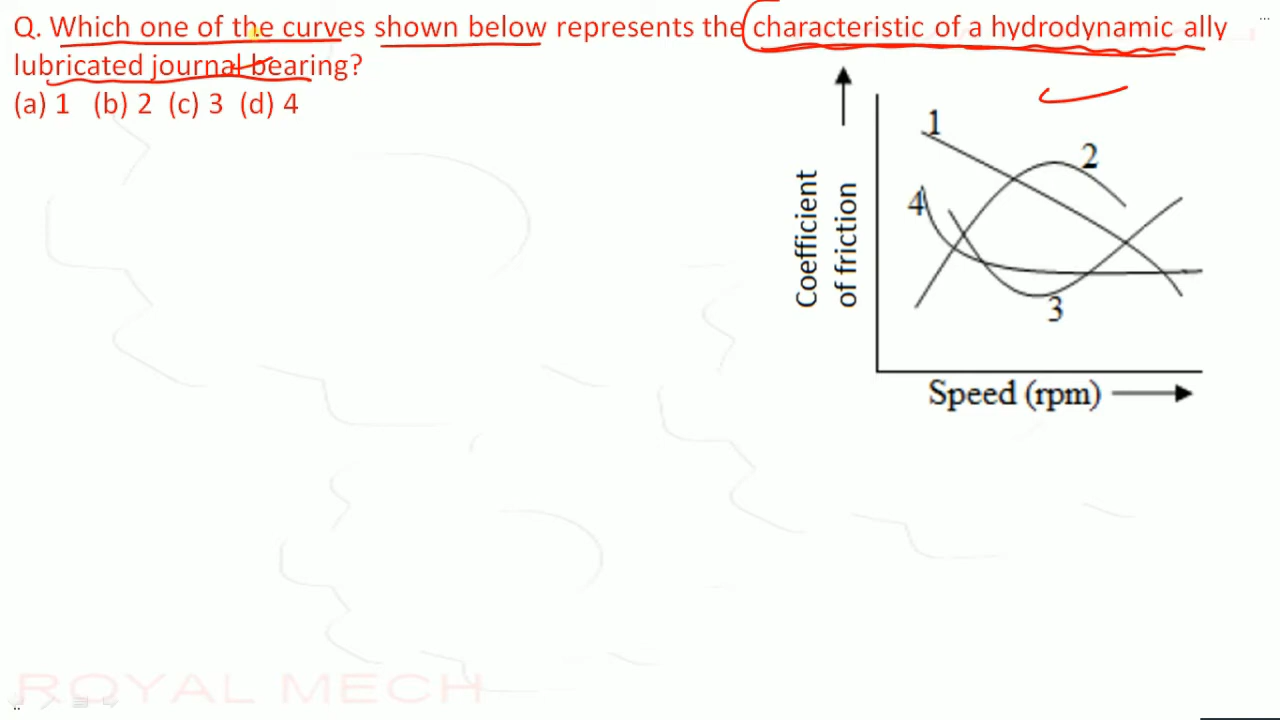 Q. Which one of the curves shown below represents the characteristic of a hydrodynamic ally
lubricated journal bearing?
(a) 1 (b) 2 (c) 3 (d) 4
1
2
4
3
Coefficient
of friction
Speed (rpm)
ROYAL MECH